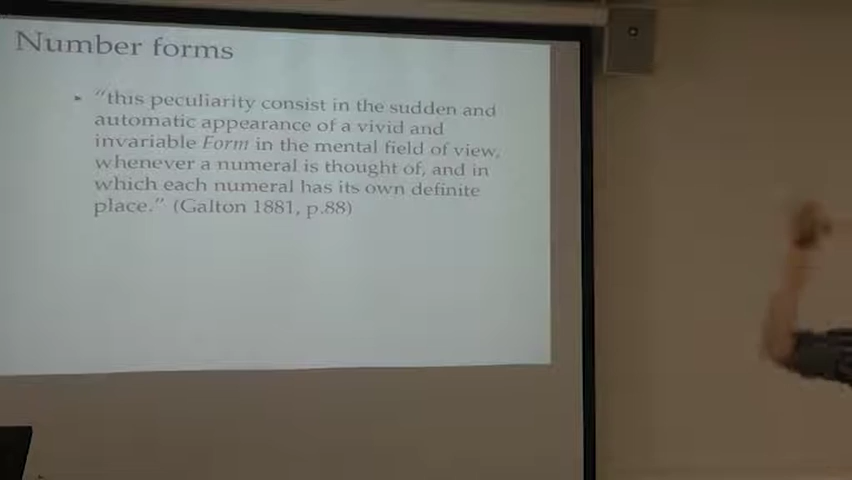 Number forms
"this peculiarity consist in the sudden and
automatic appearance of a vivid and
invariable Form in the mental field of view,
whenever a numeral is thought of, and in
which each numeral has its own definite
place." (Galton 1881, p.88)